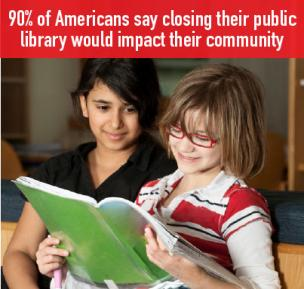 90% of Americans say closing their public
library would impact their community